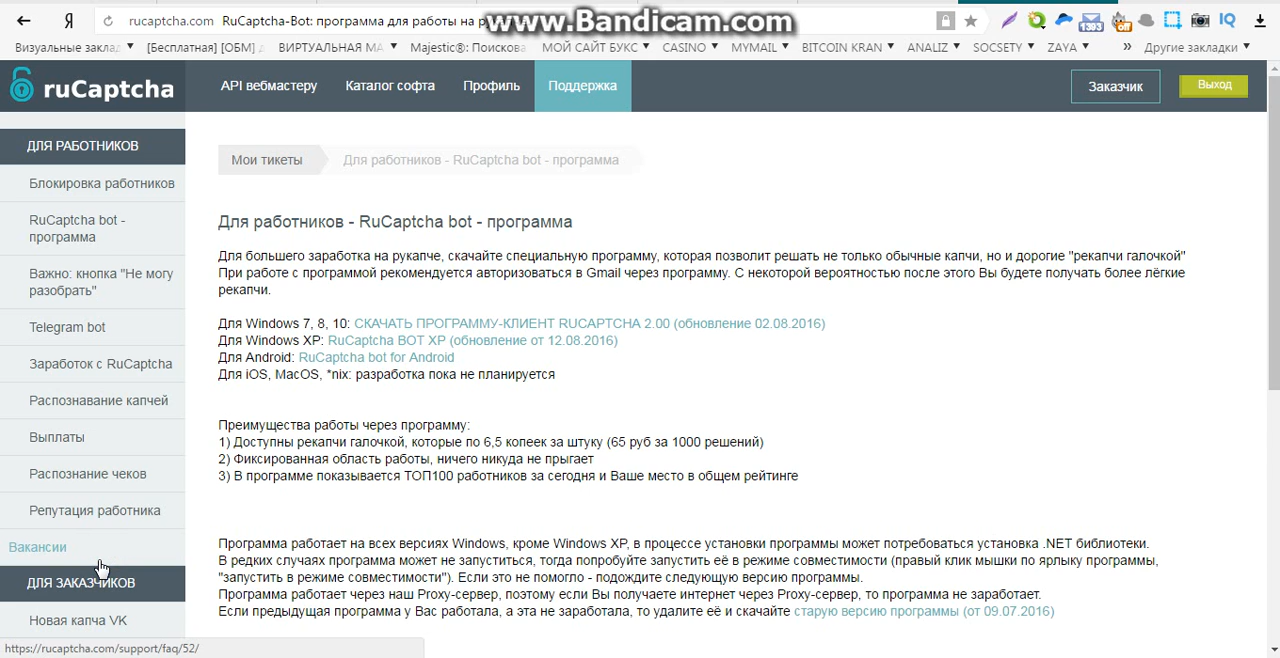 www.Bandicam.com
Я rucaptcha.com RuCaptcha-Bot: программа для работы на
Визуальные заклад [Бесплатная] [ОБМ] ВИРТУАЛЬНАЯ МА Majestic®: Поискова МОЙ САЙТ БУКС CASINO MYMAIL BITCOIN KRAN ANALIZ SOCSETY ZAYA » Другие закладки
ruCaptcha
API вебмастеру Каталог софта Профиль Поддержка Заказчик Выход
ДЛЯ РАБОТНИКОВ
Блокировка работников
RuCaptcha bot -
программа
Важно: кнопка "Не могу
разобрать"
Telegram bot
Заработок с RuCaptcha
Распознавание капчей
Выплаты
Распознание чеков
Репутация работника
Вакансии
ДЛЯ ЗАКАЗЧИКОВ
Новая капча VK
https://rucaptcha.com/support/faq/52/
Мои тикеты Для работников - RuCaptcha bot - программа
Для работников - RuCaptcha bot - программа
Для большего заработка на рукапче, скачайте специальную программу, которая позволит решать не только обычные капчи, но и дорогие "рекапчи галочкой"
При работе с программой рекомендуется авторизоваться в Gmail через программу. С некоторой вероятностью после этого Вы будете получать более лёгкие
рекапчи.
Для Windows 7, 8, 10: СКАЧАТЬ ПРОГРАММУ-КЛИЕНТ RUCAPTCHA 2.00 (обновление 02.08.2016)
Для Windows XP: RuCaptcha BOT XP (обновление от 12.08.2016)
Для Android: RuCaptcha bot for Android
Для iOS, MacOS, *nix: разработка пока не планируется
Преимущества работы через программу:
1) Доступны рекапчи галочкой, которые по 6,5 копеек за штуку (65 руб за 1000 решений)
2) Фиксированная область работы, ничего никуда не прыгает
3) В программе показывается ТОП100 работников за сегодня и Ваше место в общем рейтинге
Программа работает на всех версиях Windows, кроме Windows XP, в процессе установки программы может потребоваться установка .NET библиотеки.
В редких случаях программа может не запуститься, тогда попробуйте запустить её в режиме совместимости (правый клик мышки по ярлыку программы,
"запустить в режиме совместимости"). Если это не помогло - подождите следующую версию программы.
Программа работает через наш Proxy-сервер, поэтому если Вы получаете интернет через Proxy-сервер, то программа не заработает.
Если предыдущая программа у Вас работала, а эта не заработала, то удалите её и скачайте старую версию программы (от 09.07.2016)